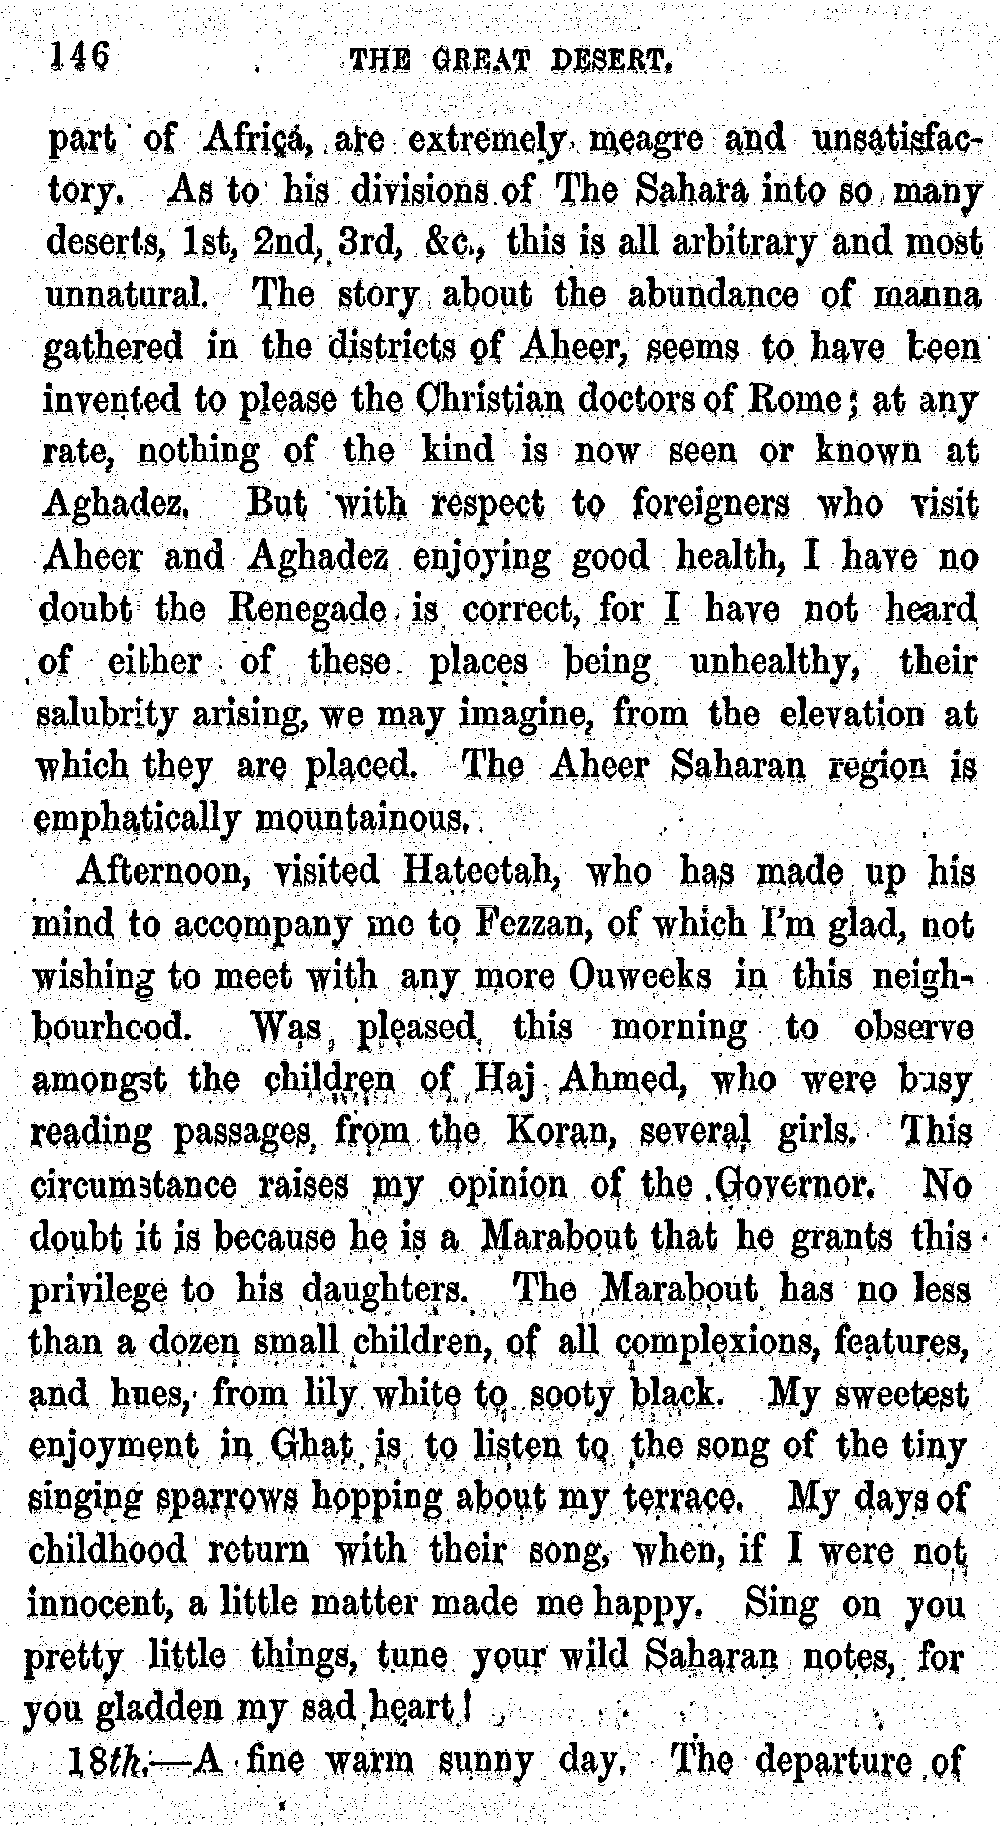 146 THE GREAT DESERT.
part of Africa, are extremely meagre and unsatisfac-
tory. As to his divisions of The Sahara into so many
deserts, 1st, 2nd, 3rd, &c., this is all arbitrary and most
unnatural. The story about the abundance of manna
gathered in the districts of Aheer, seems to have been
invented to please the Christian doctors of Rome; at any
rate, nothing of the kind is now seen or known at
Aghadez. But with respect to foreigners who visit
Aheer and Aghadez enjoying good health, I have no
doubt the Renegade is correct, for I have not heard
of either of these places being unhealthy, their
salubrity arising, we may imagine, from the elevation at
which they are placed. The Aheer Saharan region is
emphatically mountainous.
Afternoon, visited Hateetah, who has made up his
mind to accompany me to Fezzan, of which I'm glad, not
wishing to meet with any more Ouweeks in this neigh-
bourhood. Was pleased this morning to observe
amongst the children of Haj Ahmed, who were busy
reading passages from the Koran, several girls. This
circumstance raises my opinion of the Governor. No
doubt it is because he is a Marabout that he grants this
privilege to his daughters. The Marabout has no less
than a dozen small children, of all complexions, features,
and hues, from lily white to sooty black. My sweetest
enjoyment in Ghat is to listen to the song of the tiny
singing sparrows hopping about my terrace. My days of
childhood return with their song, when, if I were not
innocent, a little matter made me happy. Sing on you
pretty little things, tune your wild Saharan notes, for
you gladden my sad heart!
18th.—A fine warm sunny day. The departure of